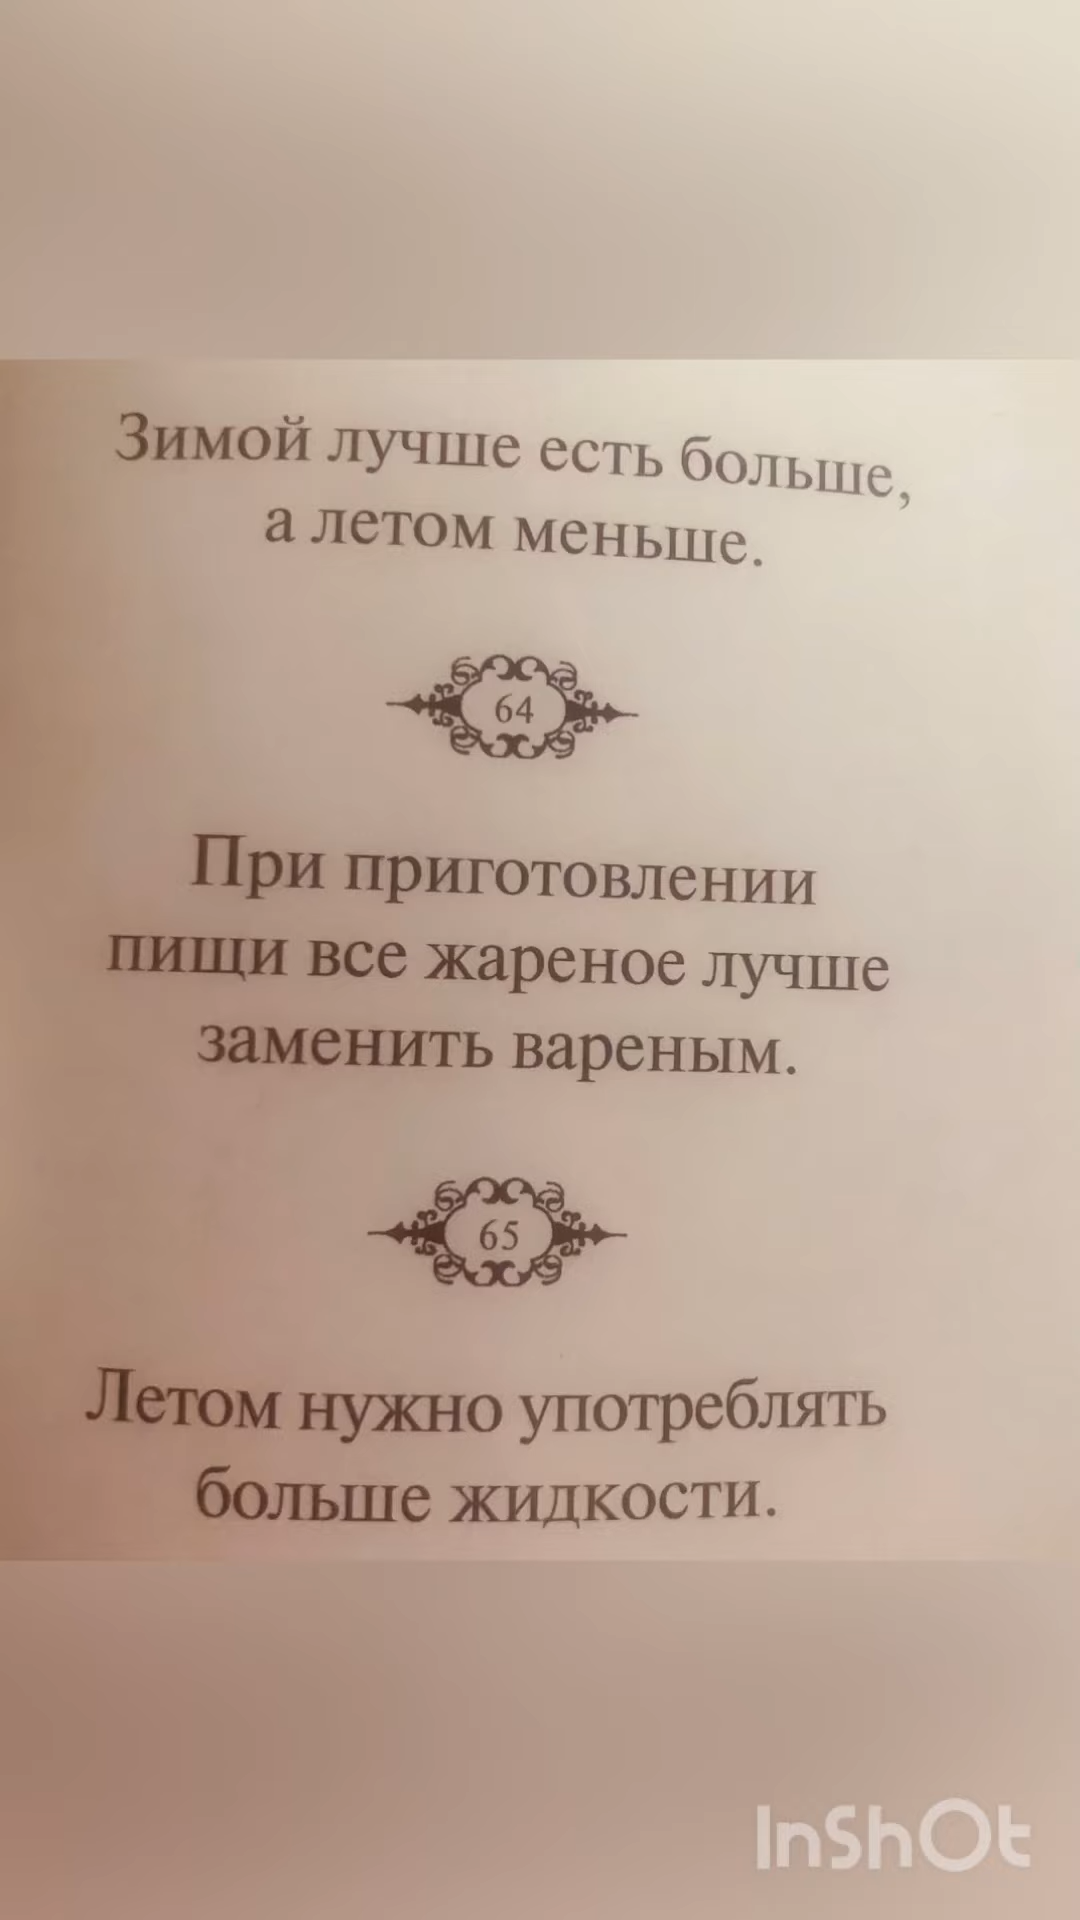 Зимой лучше есть больше,
а летом меньше.
64
При приготовлении
пищи все жареное лучше
заменить вареным.
65
Летом нужно употреблять
больше жидкости.
InShOt